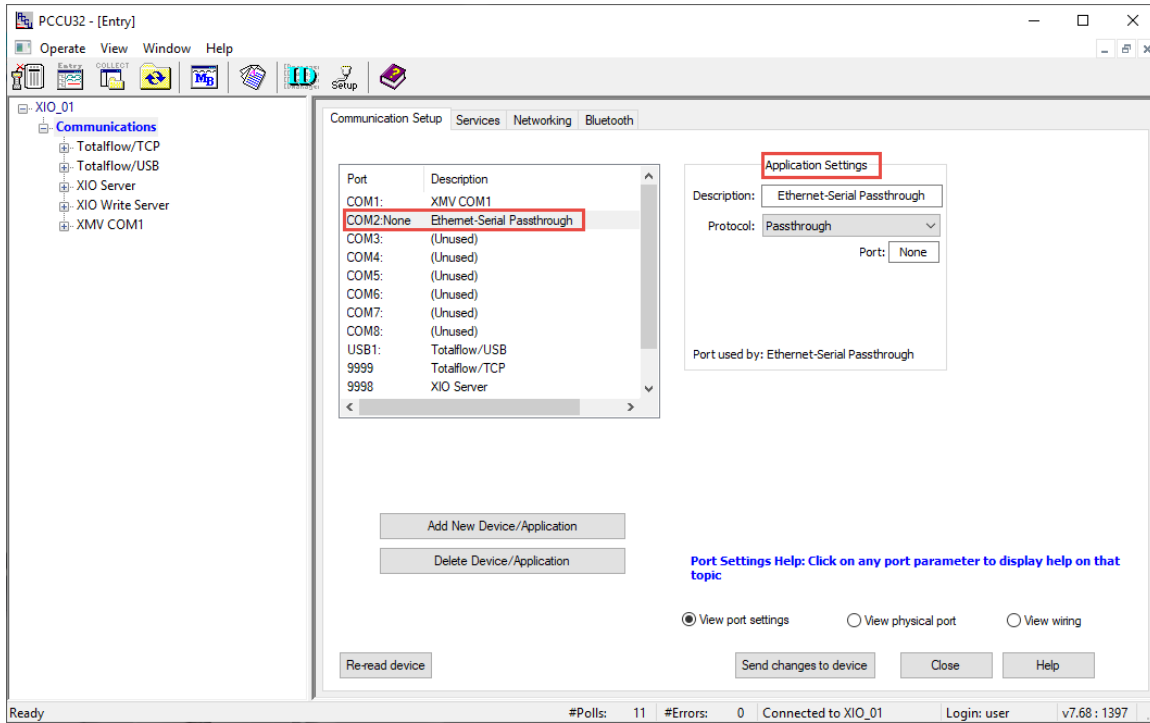 PCCU32 - [Entry]
Operate View Window Help
Entry COLLECT MB ID Setup
XIO_01
Communications
Totalflow/TCP
Totalflow/USB
XIO Server
XIO Write Server
XMV COM1
Communication Setup Services Networking Bluetooth
Port Description
COM1: XMV COM1
COM2:None Ethernet-Serial Passthrough
COM3: (Unused)
COM4: (Unused)
COM5: (Unused)
COM6: (Unused)
COM7: (Unused)
COM8: (Unused)
USB1: Totalflow/USB
9999 Totalflow/TCP
9998 XIO Server
Application Settings
Description: Ethernet-Serial Passthrough
Protocol: Passthrough
Port: None
Port used by: Ethernet-Serial Passthrough
Add New Device/Application
Delete Device/Application
Port Settings Help: Click on any port parameter to display help on that
topic
View port settings View physical port View wiring
Re-read device Send changes to device Close Help
Ready #Polls: 11 #Errors: 0 Connected to XIO_01 Login: user v7.68 : 1397